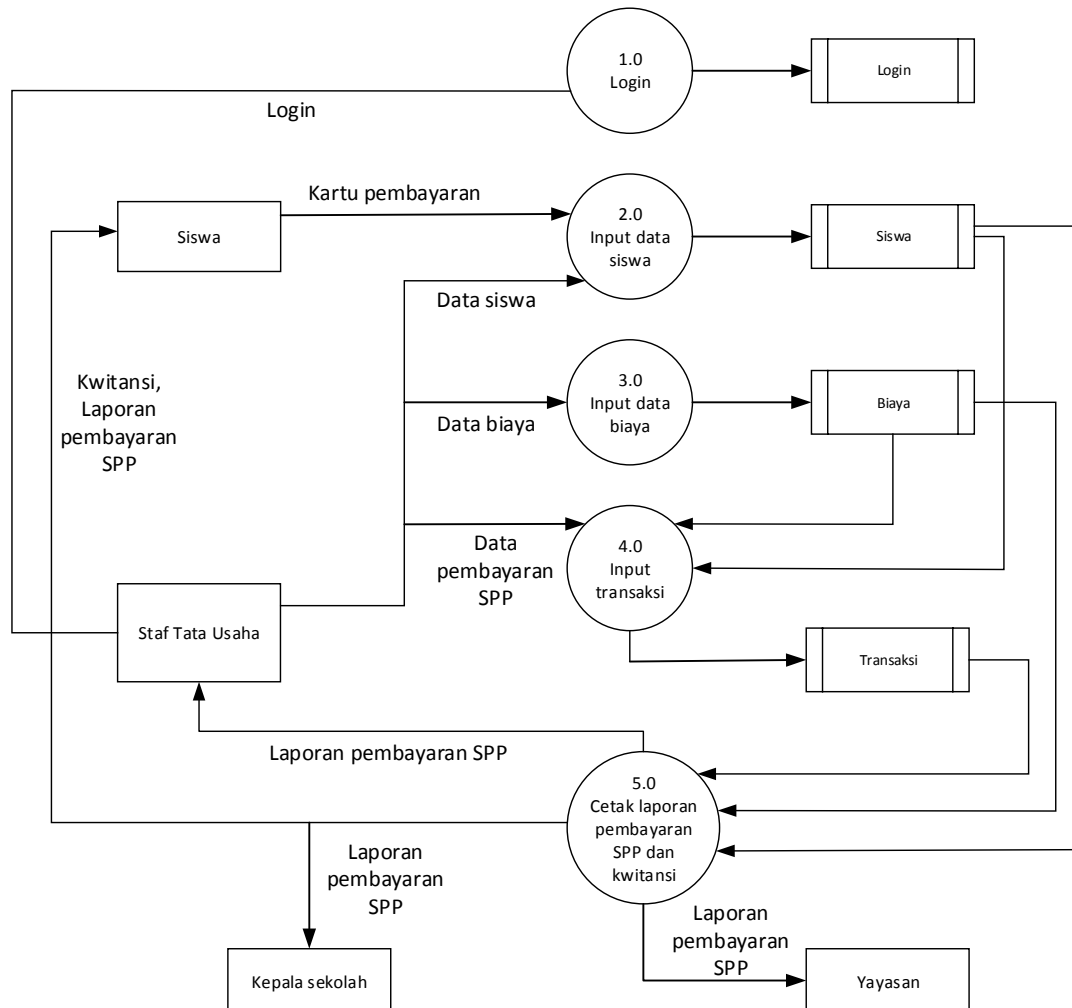 1.0
Login
Login
Login
Kartu pembayaran
Siswa
2.0
Input data
siswa
Siswa
Data siswa
Kwitansi,
Laporan
pembayaran
SPP
3.0
Input data
biaya
Biaya
Data biaya
4.0
Input
transaksi
Data
pembayaran
SPP
Staf Tata Usaha
Transaksi
Laporan pembayaran SPP
5.0
Cetak laporan
pembayaran
SPP dan
kwitansi
Laporan
pembayaran
SPP
Laporan
pembayaran
SPP
Kepala sekolah
Yayasan